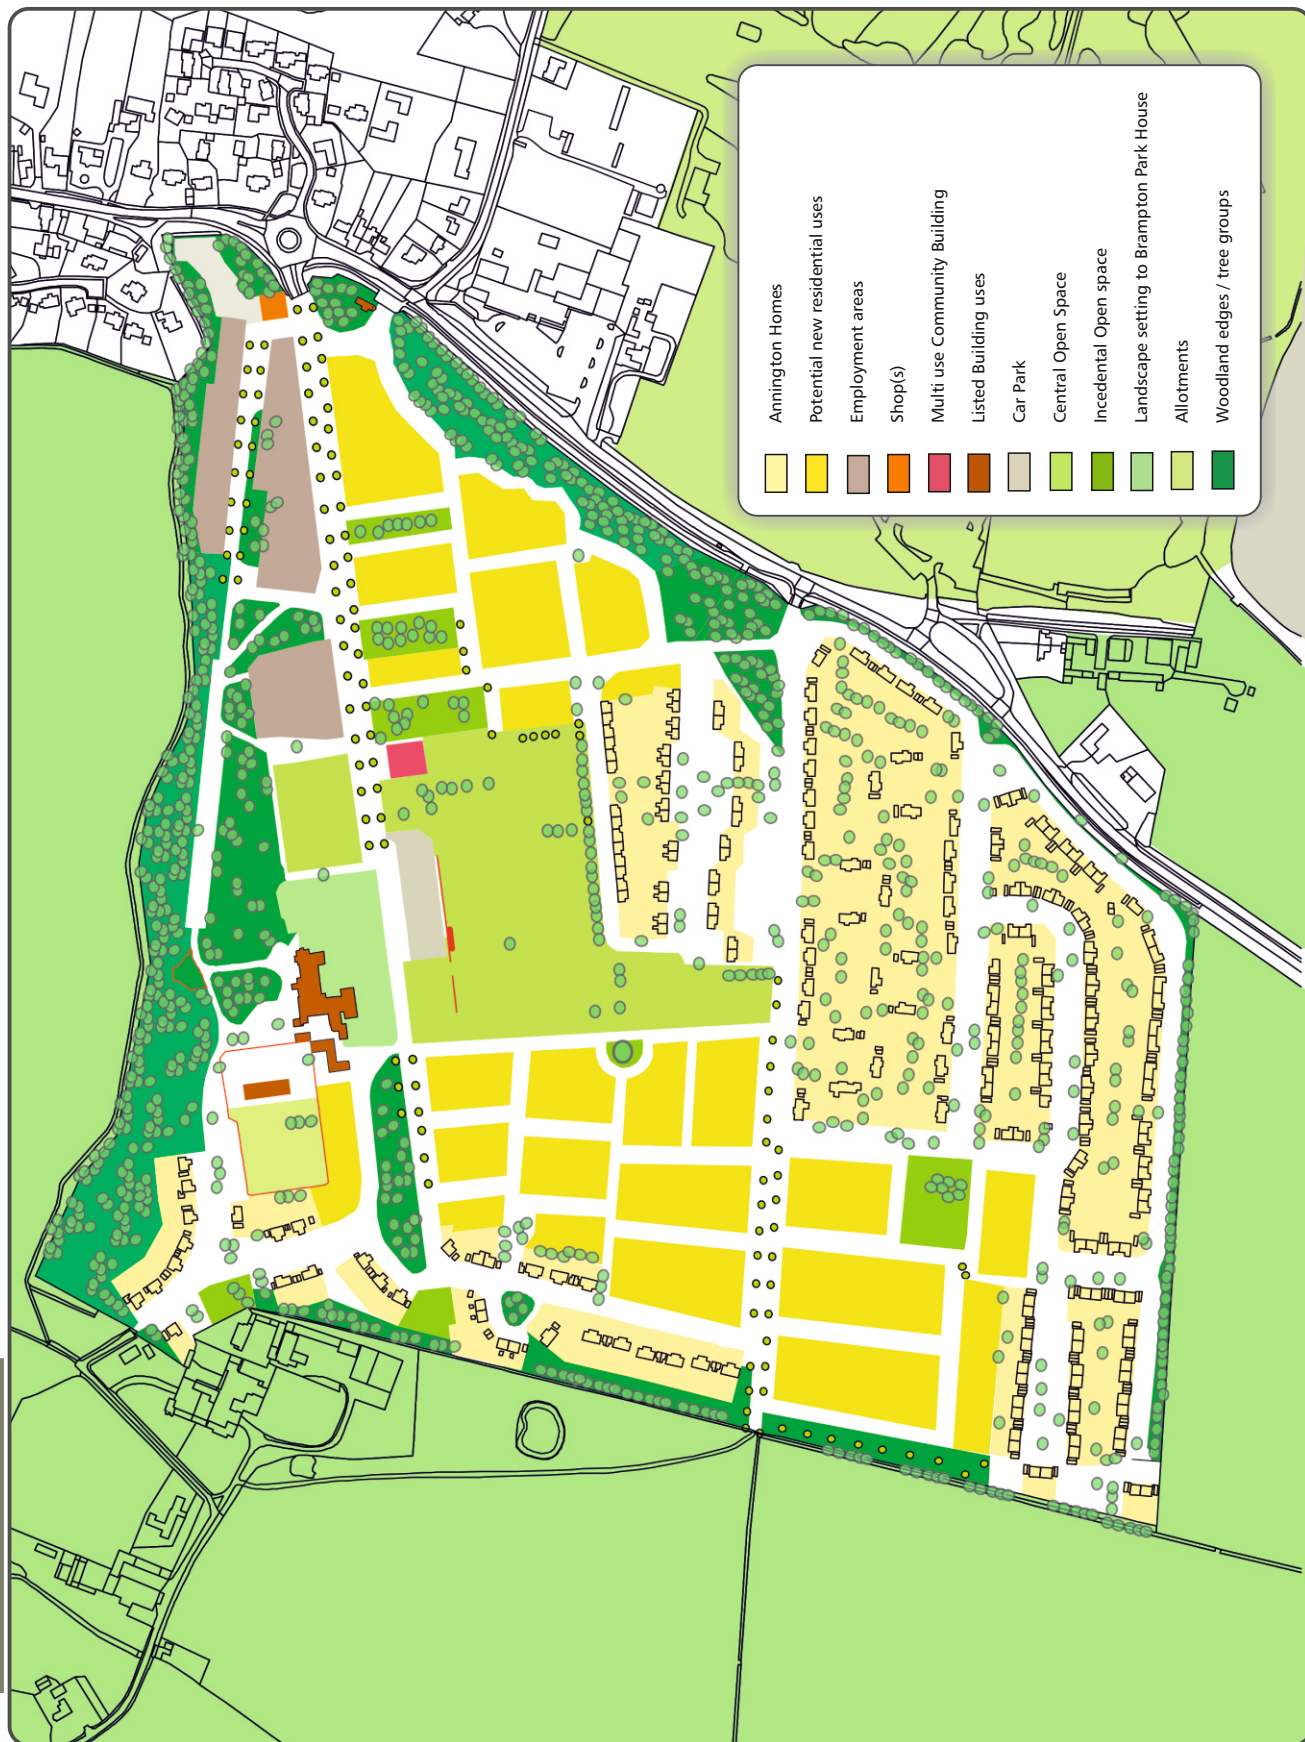 Annington Homes
Potential new residential uses
Employment areas
Shop(s)
Multi use Community Building
Listed Building uses
Car Park
Central Open Space
Incedental Open space
Landscape setting to Brampton Park House
Allotments
Woodland edges / tree groups